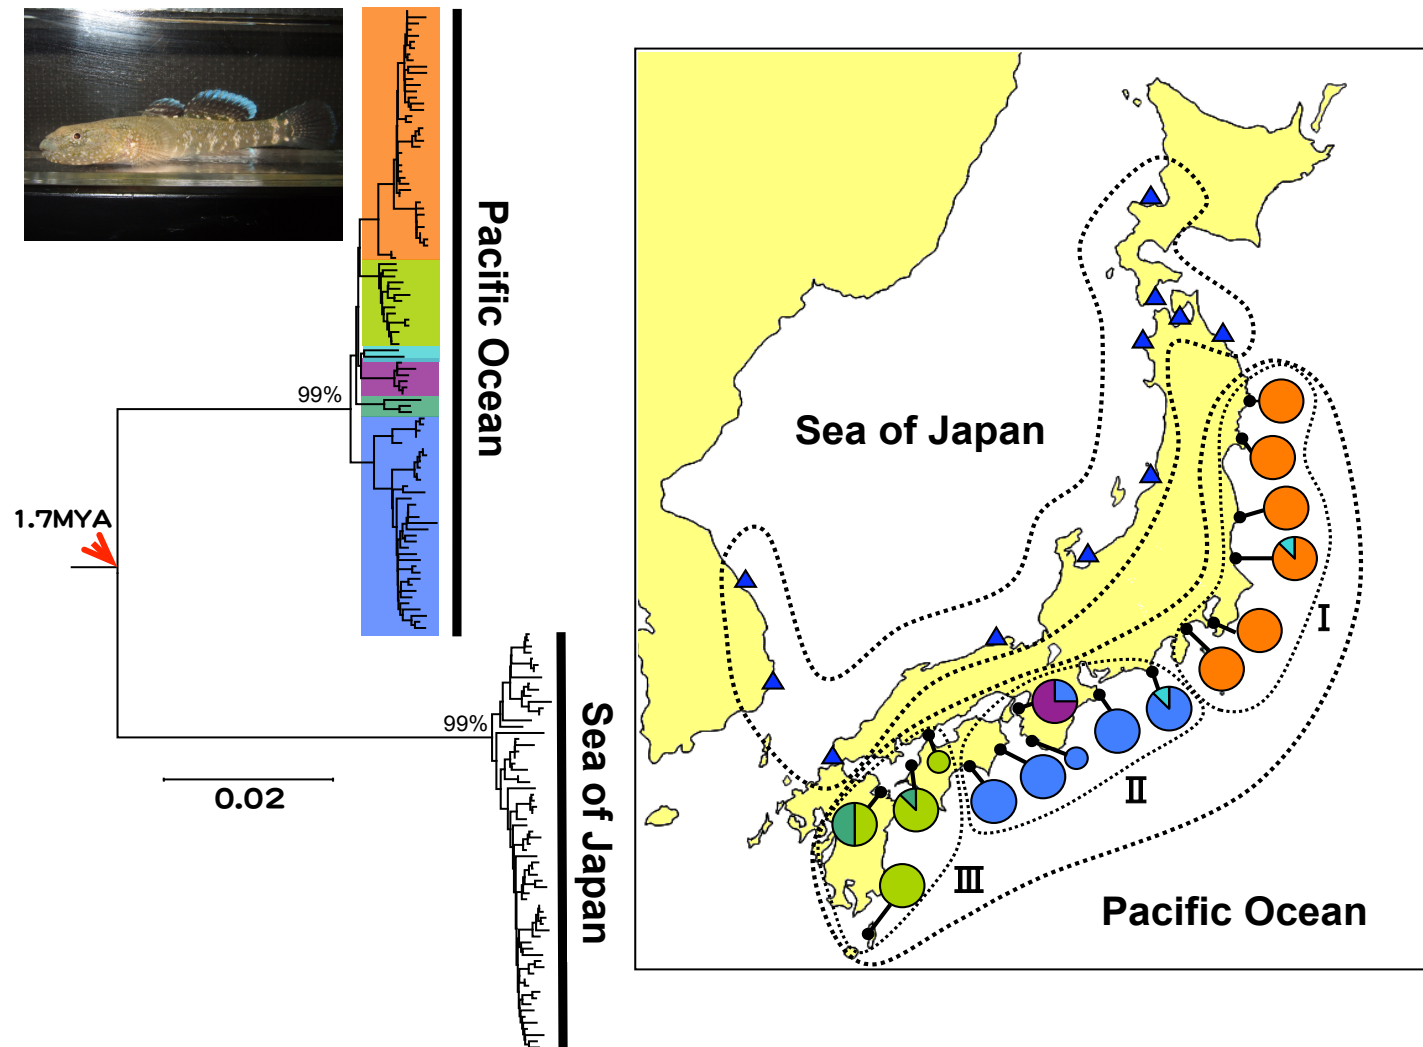 Pacific Ocean
99%
1.7MYA
99%
0.02
Sea of Japan
Sea of Japan
I
II
III
Pacific Ocean